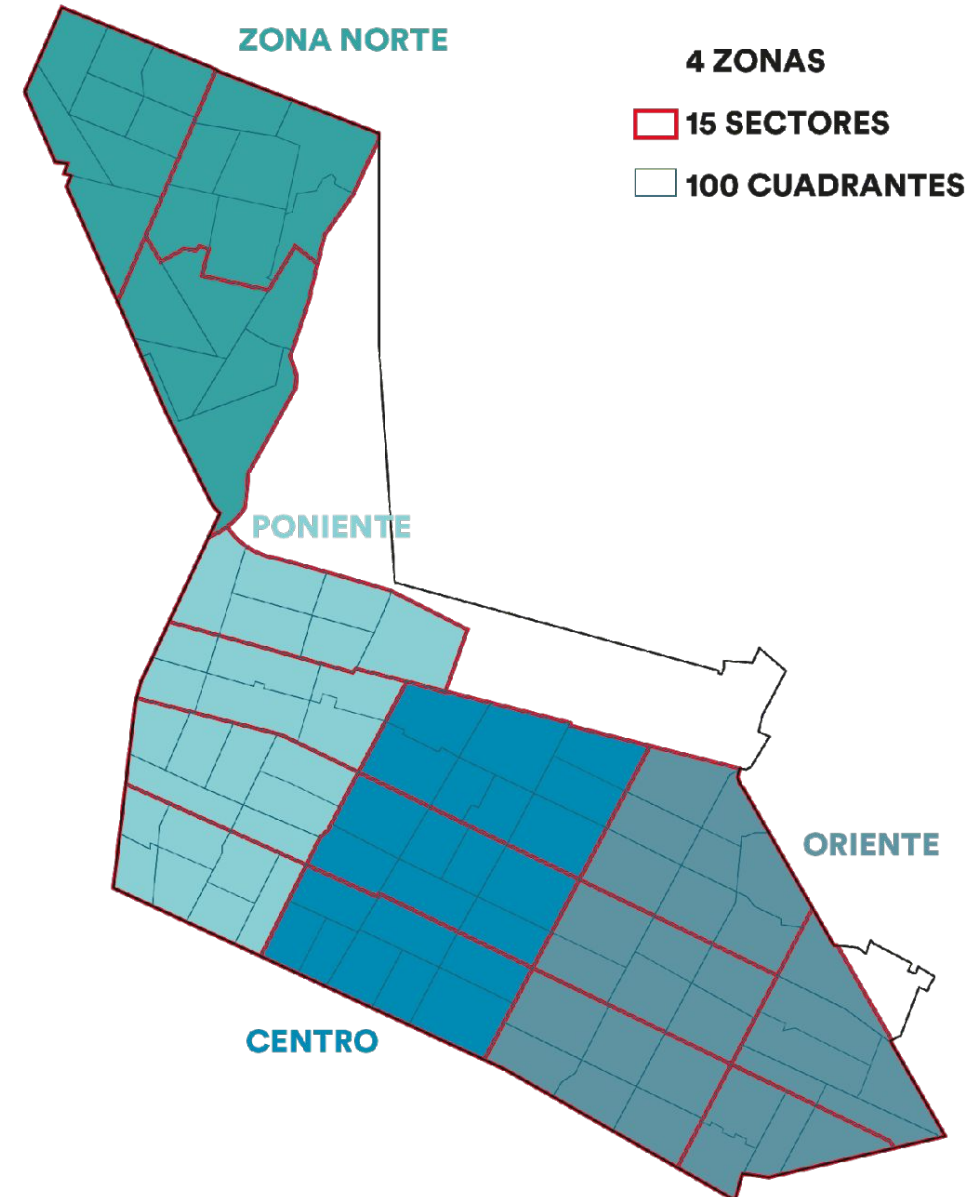 ZONA NORTE
4 ZONAS
15 SECTORES
100 CUADRANTES
PONIENTE
ORIENTE
CENTRO